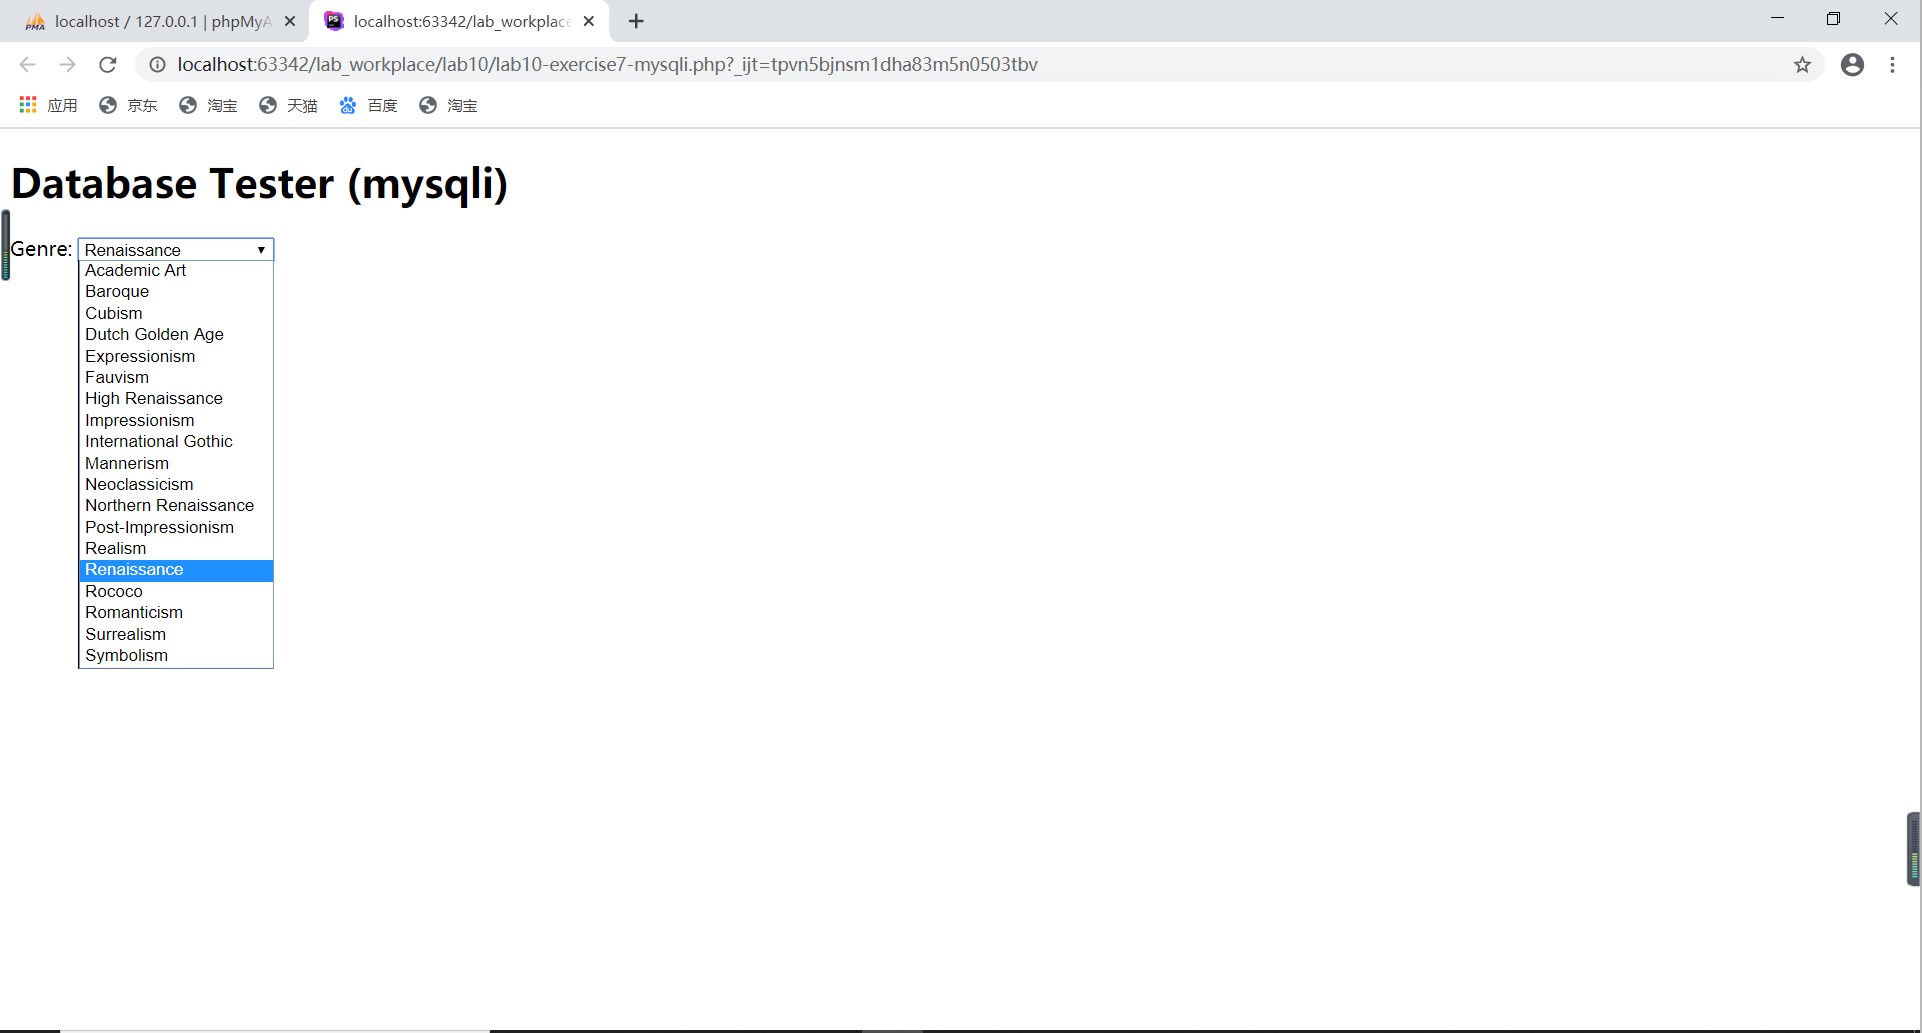 localhost / 127.0.0.1 | phpMyA
localhost:63342/lab_workplace
localhost:63342/lab_workplace/lab10/lab10-exercise7-mysqli.php?_ijt=tpvn5bjnsm1dha83m5n0503tbv
应用 京东 淘宝 天猫 百度 淘宝
Database Tester (mysqli)
Genre: Renaissance
Academic Art
Baroque
Cubism
Dutch Golden Age
Expressionism
Fauvism
High Renaissance
Impressionism
International Gothic
Mannerism
Neoclassicism
Northern Renaissance
Post-Impressionism
Realism
Renaissance
Rococo
Romanticism
Surrealism
Symbolism